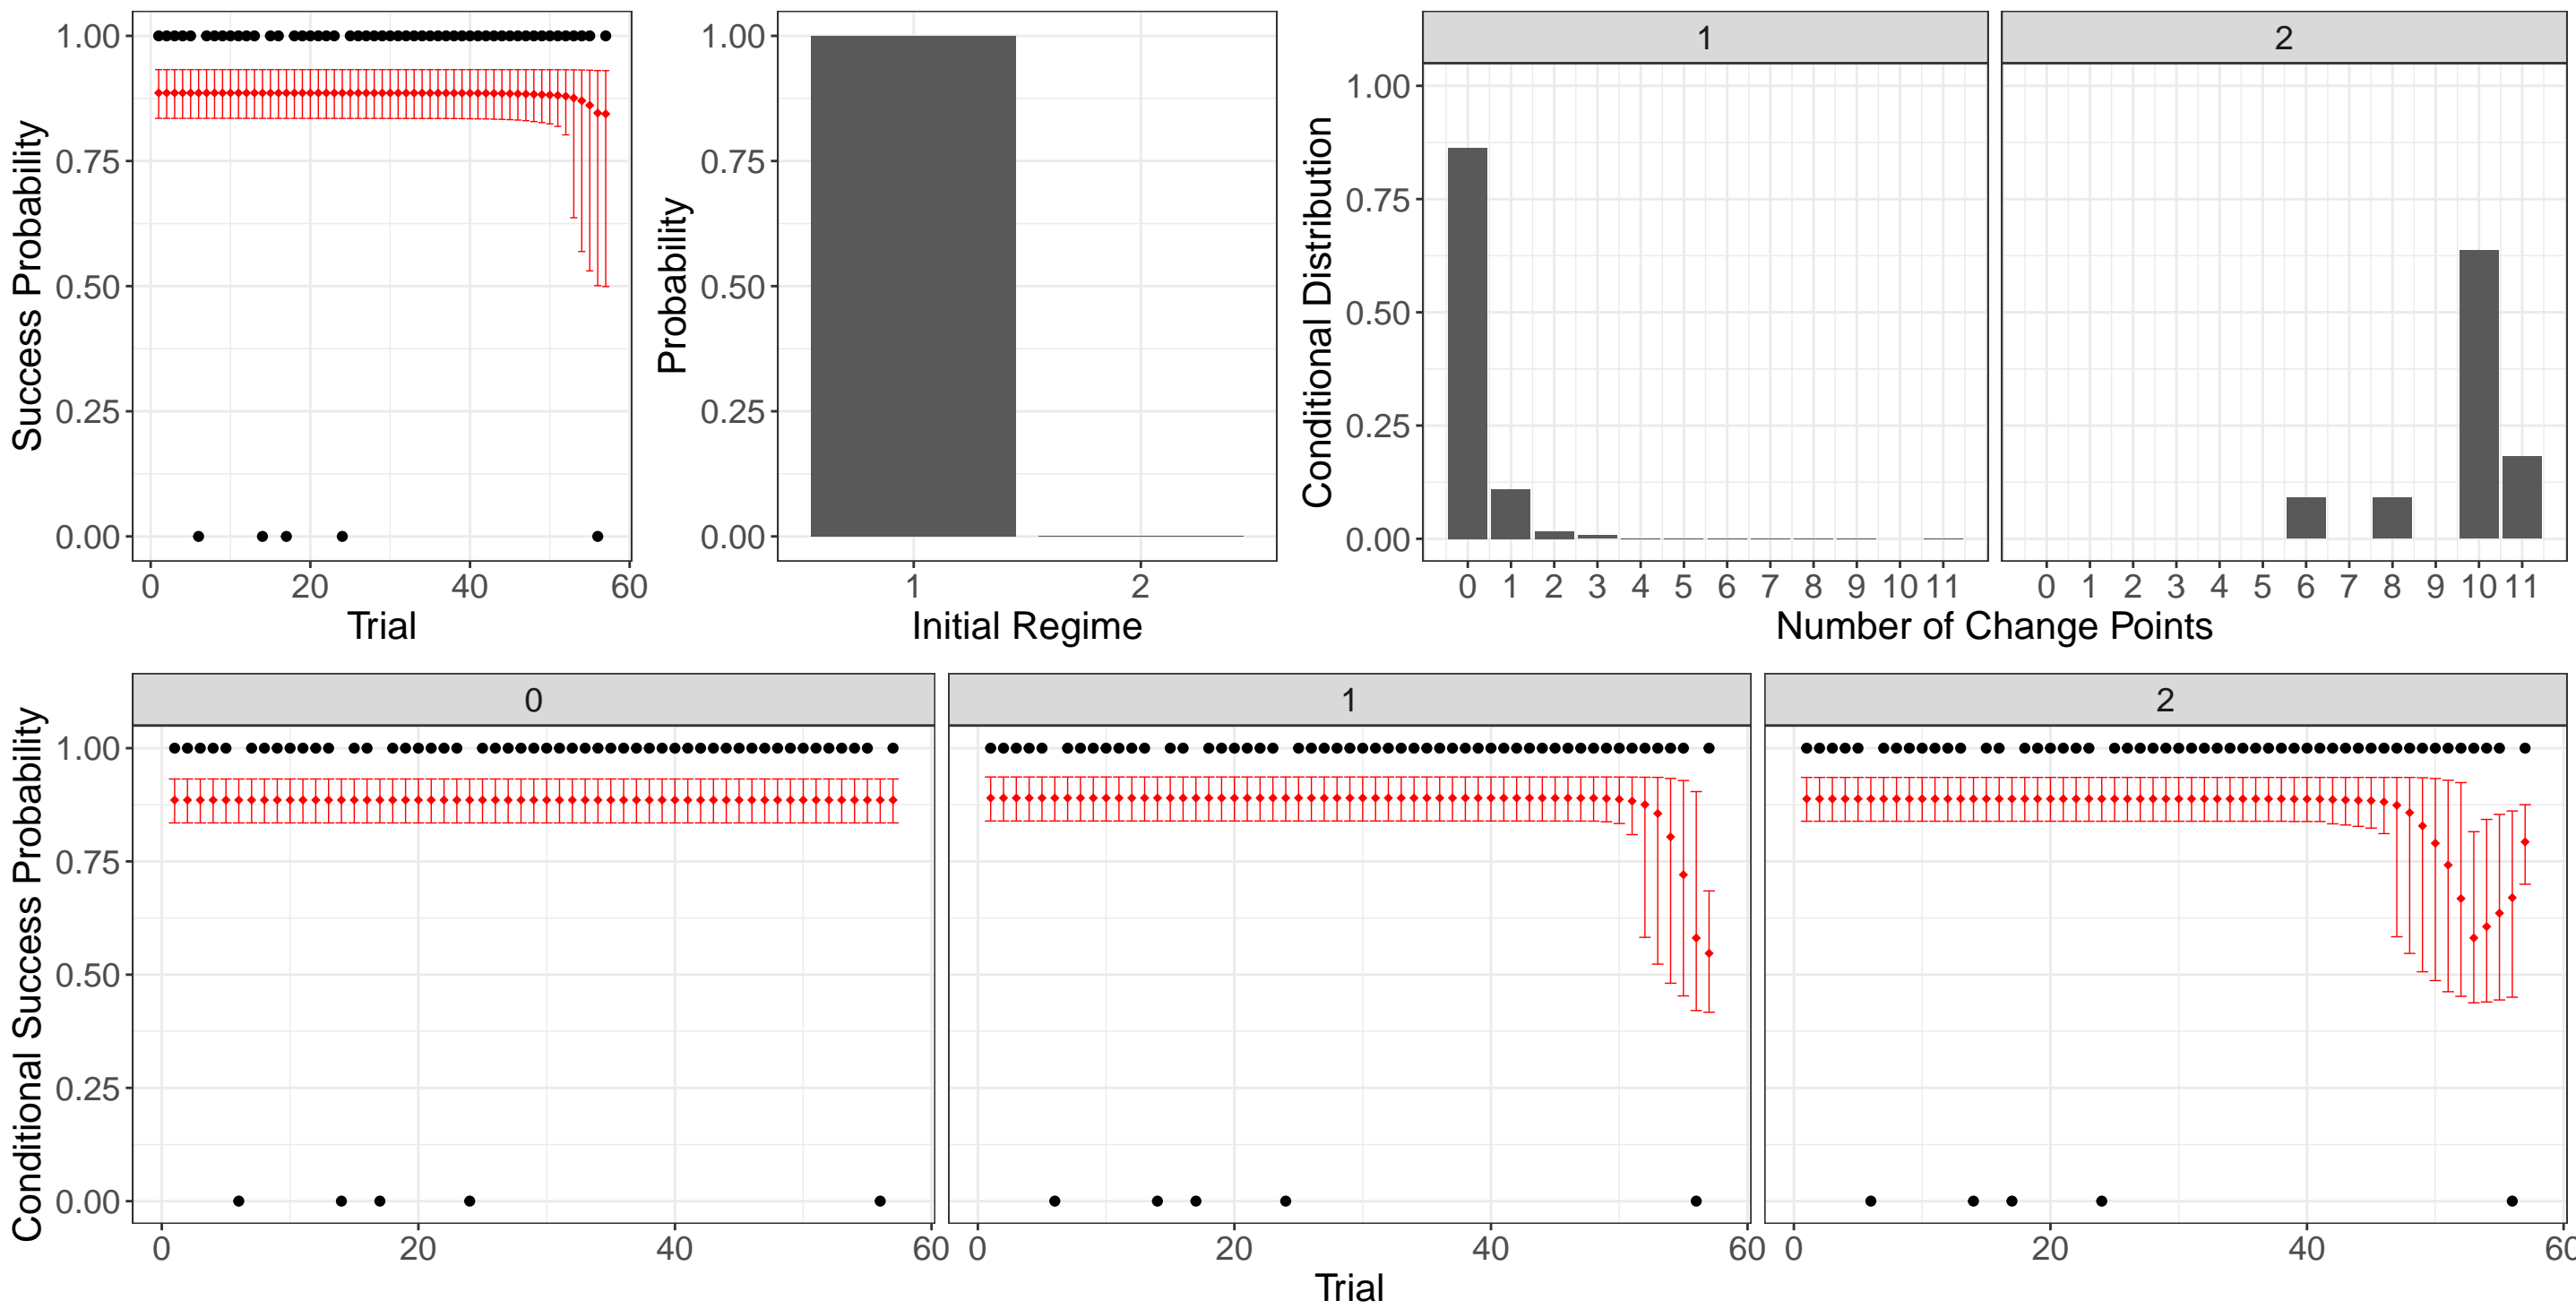 Success Probability
1.00
0.75
0.50
0.25
0.00
0 20 40 60
Trial
Probability
1.00
0.75
0.50
0.25
0.00
1 2
Initial Regime
1 2
Conditional Distribution
1.00
0.75
0.50
0.25
0.00
0 1 2 3 4 5 6 7 8 9 10 11
0 1 2 3 4 5 6 7 8 9 10 11
Number of Change Points
0 1 2
Conditional Success Probability
1.00
0.75
0.50
0.25
0.00
0 20 40 60
0 20 40 60
0 20 40 60
Trial